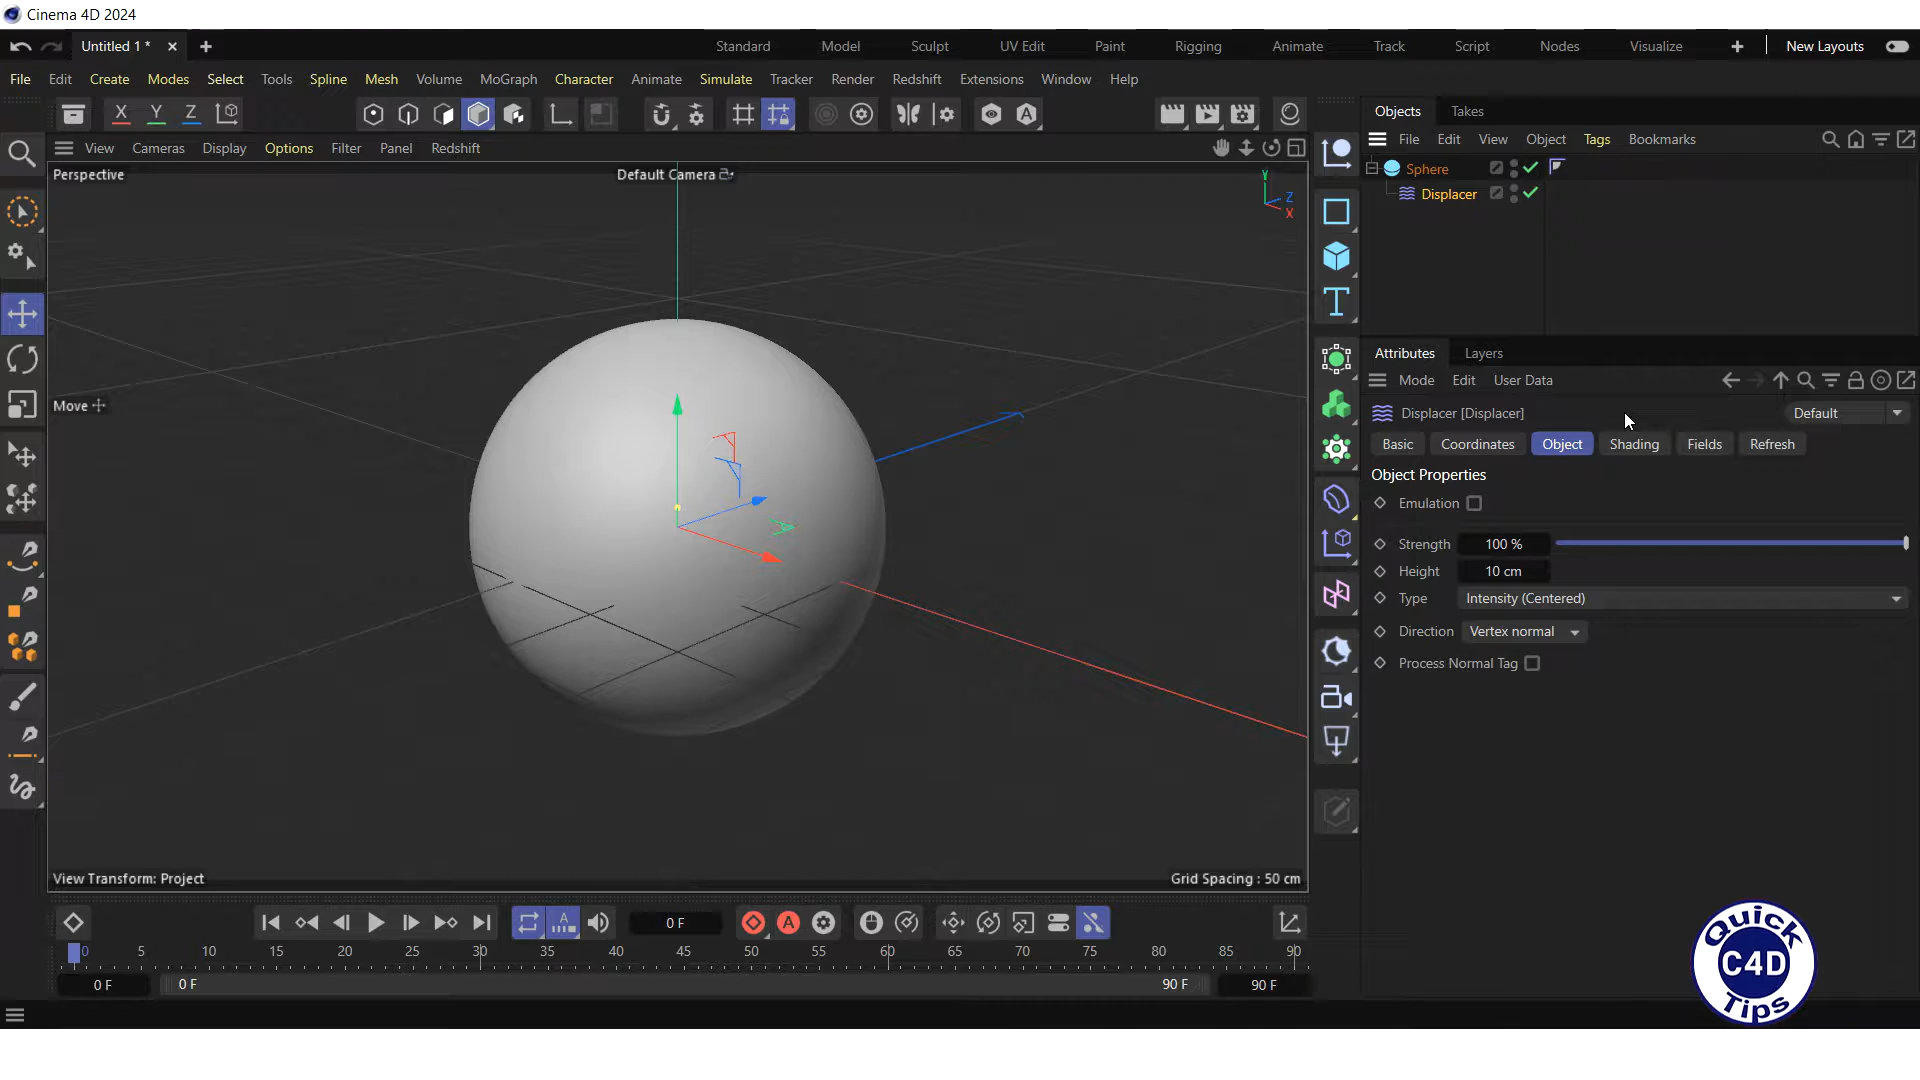 Cinema 4D 2024
Untitled 1 *
Standard Model Sculpt UV Edit Paint Rigging Animate Track Script Nodes Visualize New Layouts
File Edit Create Modes Select Tools Spline Mesh Volume MoGraph Character Animate Simulate Tracker Render Redshift Extensions Window Help
X Y Z
Objects Takes
File Edit View Object Tags Bookmarks
View Cameras Display Options Filter Panel Redshift
Perspective
Default Camera
Y
Z
X
Sphere
Displacer
Move
Attributes Layers
Mode Edit User Data
Displacer [Displacer]
Default
Basic Coordinates Object Shading Fields Refresh
Object Properties
Emulation
Strength 100 %
Height 10 cm
Type Intensity (Centered)
Direction Vertex normal
Process Normal Tag
View Transform: Project
Grid Spacing : 50 cm
A
0 F
A
0 5 10 15 20 25 30 35 40 45 50 55 60 65 70 75 80 85 90
0 F
0 F
90 F
90 F
Quick
C4D
Tips